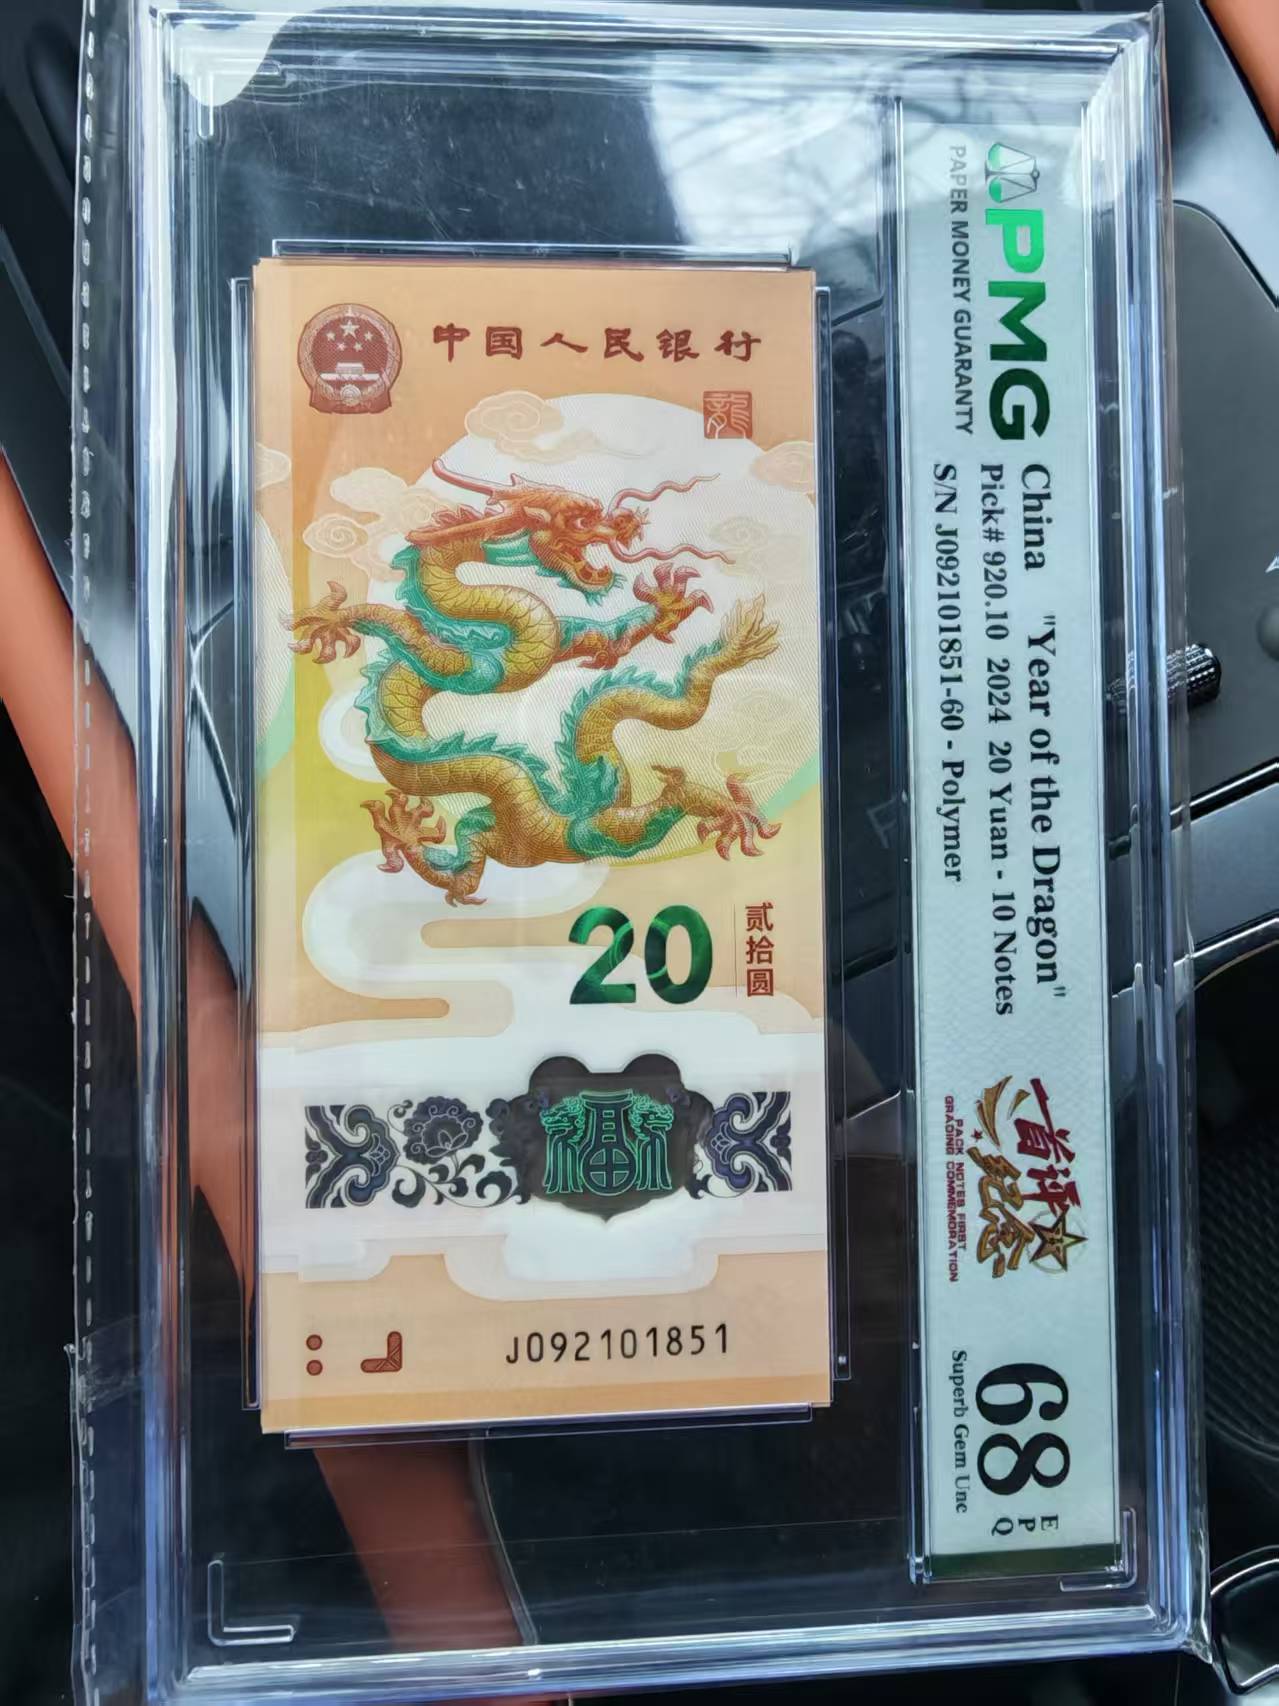 PMG
PAPER MONEY GUARANTY
China "Year of the Dragon"
Pick# 920.10 2024 20 Yuan - 10 Notes
S/N J092101851-60 - Polymer
首评
纪念
PACK NOTES FIRST
GRADING COMMEMORATION
68
EPQ
Superb Gem Unc
中国人民银行
龍
20
贰拾圆
福
J092101851